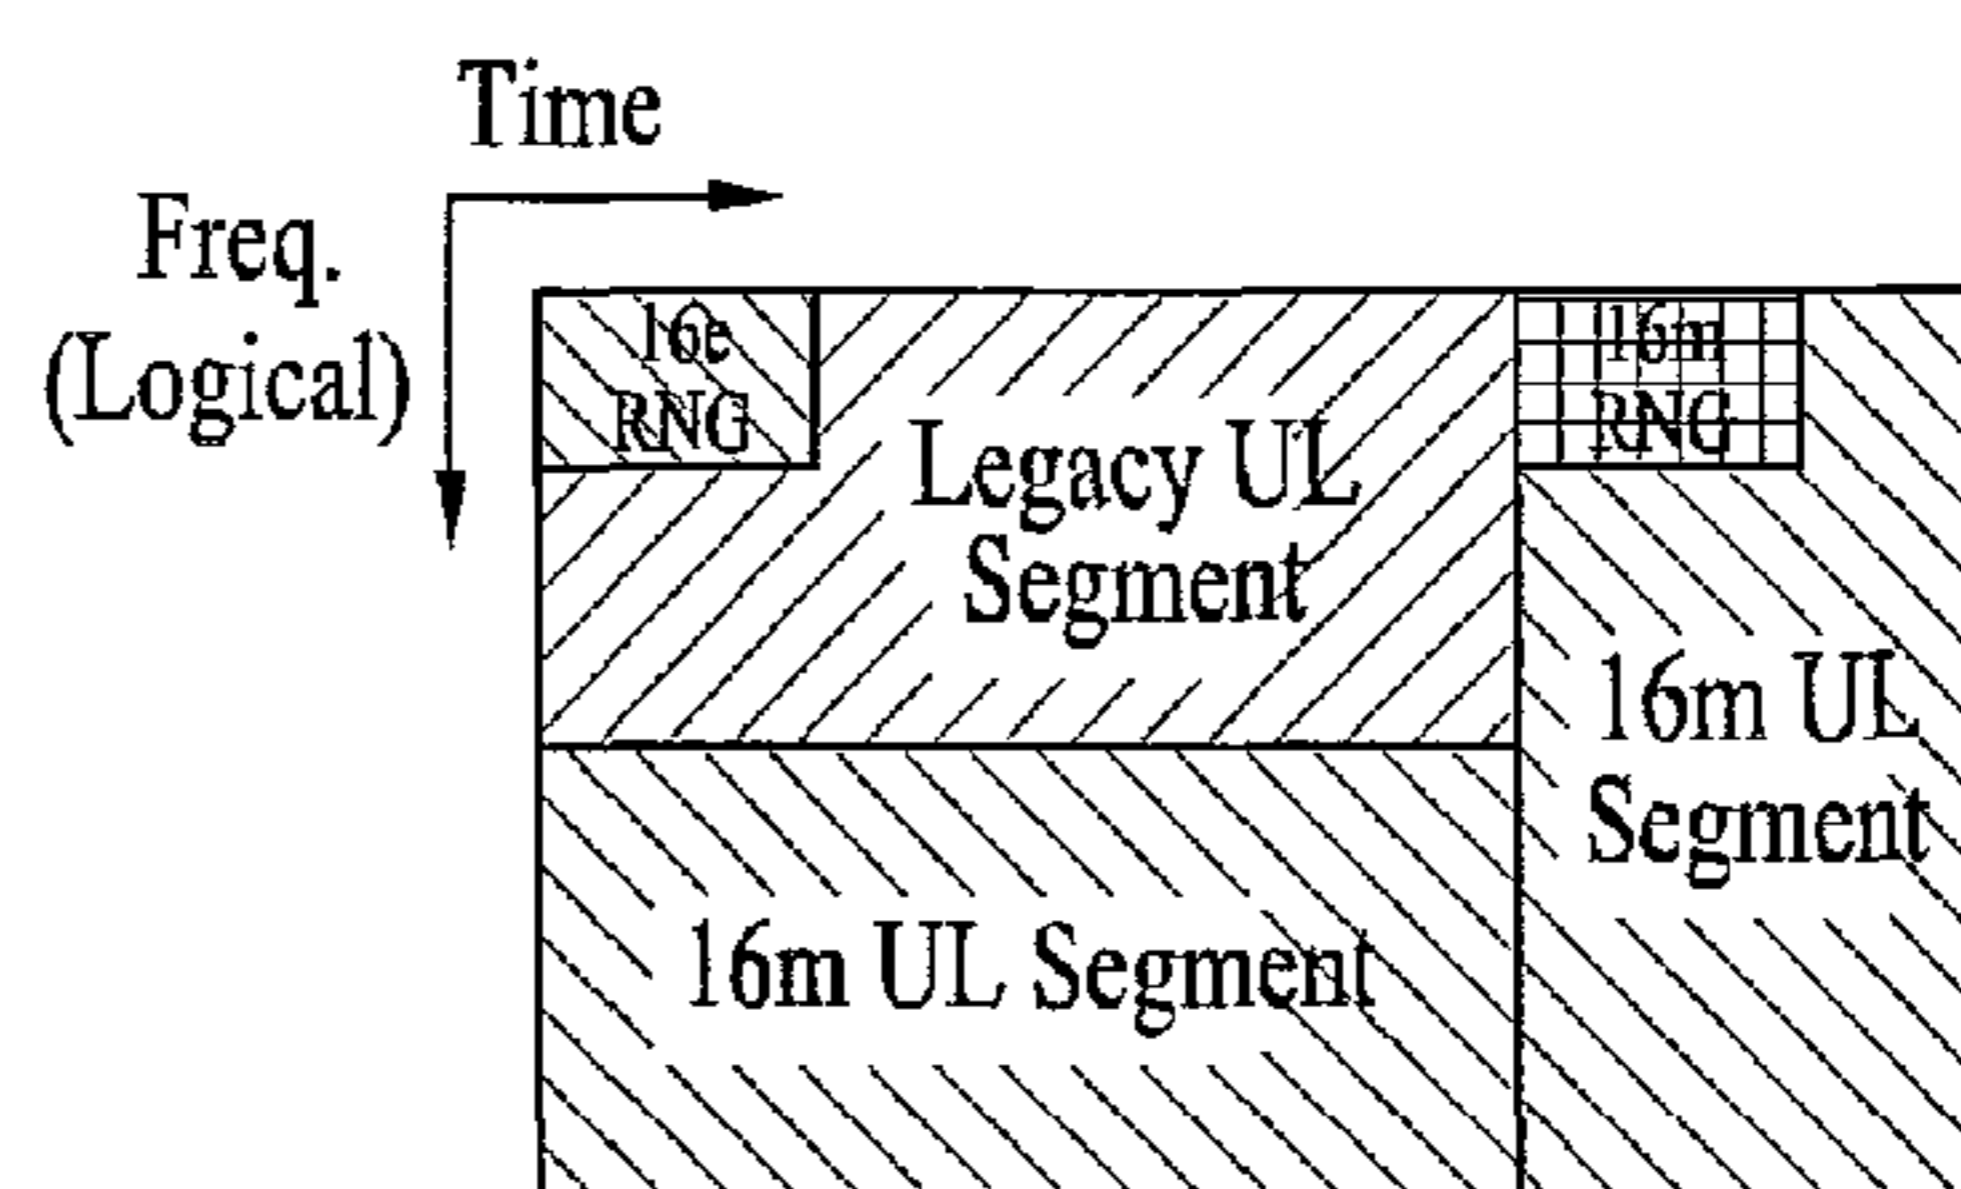 Time
Freq.
(Logical)
16e
RNG
Legacy UL
Segment
16m
RNG
16m UL
Segment
16m UL Segment